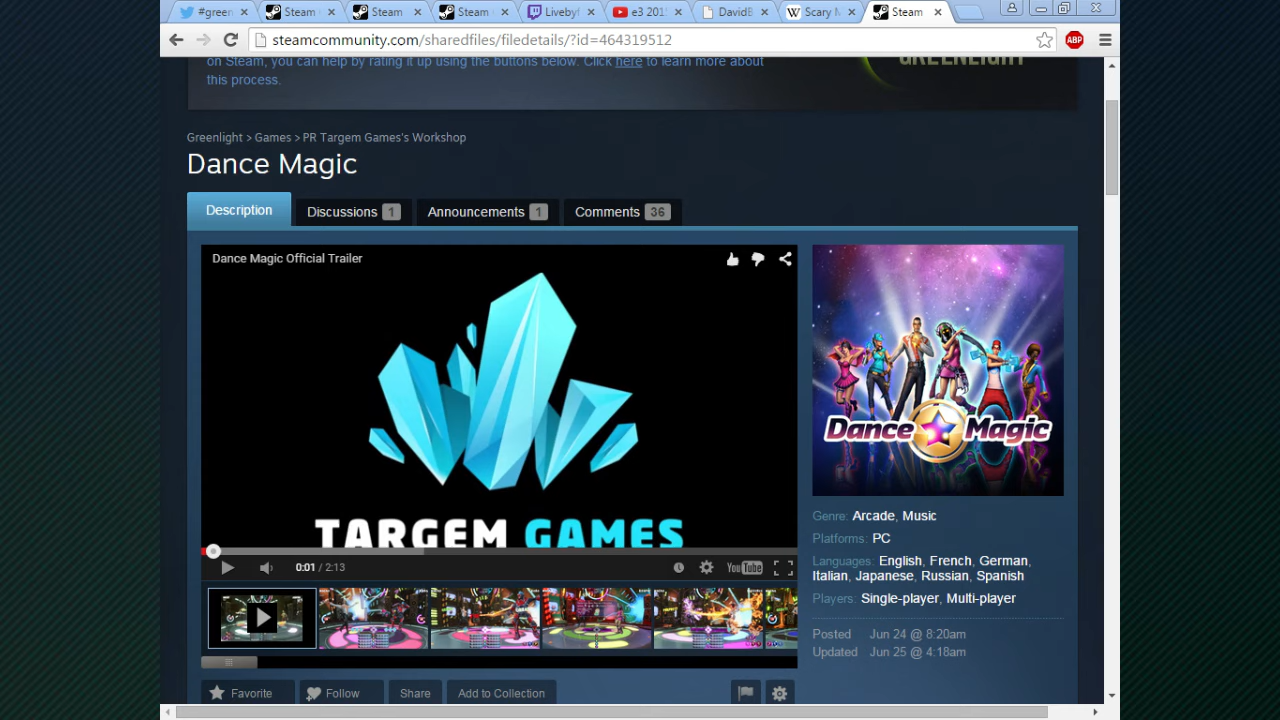 #green
Steam
Steam
Steam
Liveby
e3 201
DavidE
Scary M
Steam
steamcommunity.com/sharedfiles/filedetails/?id=464319512
ABP
on Steam, you can help by rating it up using the buttons below. Click here to learn more about
this process.
GREENLIGHT
Greenlight > Games > PR Targem Games's Workshop
Dance Magic
Description
Discussions 1
Announcements 1
Comments 36
Dance Magic Official Trailer
TARGEM GAMES
0:01 / 2:13
YouTube
Dance Magic
Genre: Arcade, Music
Platforms: PC
Languages: English, French, German,
Italian, Japanese, Russian, Spanish
Players: Single-player, Multi-player
Posted Jun 24 @ 8:20am
Updated Jun 25 @ 4:18am
Favorite
Follow
Share
Add to Collection